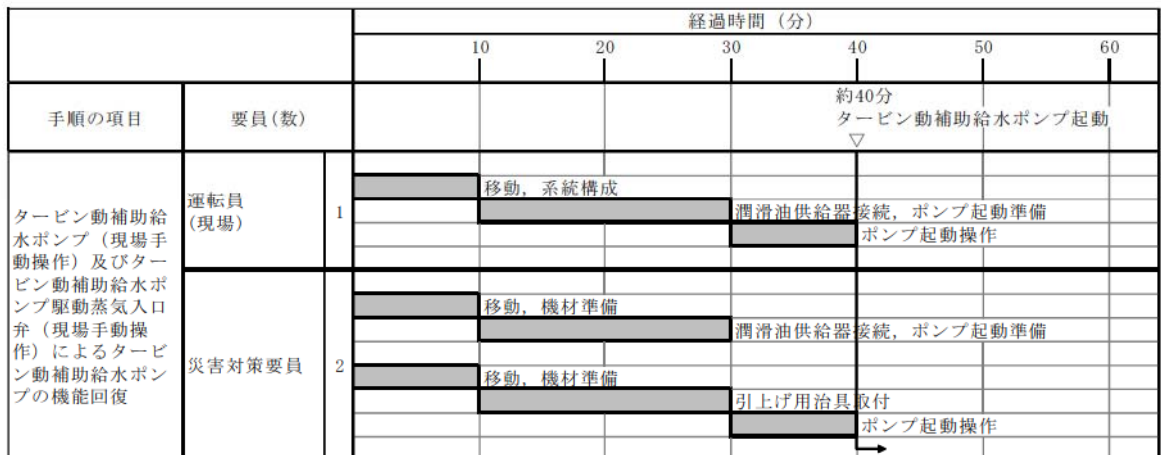 経過時間（分）
10 20 30 40 50 60
手順の項目
要員(数)
約40分
タービン動補助給水ポンプ起動
▽
タービン動補助給
水ポンプ（現場手
動操作）及びター
ビン動補助給水ポ
ンプ駆動蒸気入口
弁（現場手動操
作）によるタービ
ン動補助給水ポン
プの機能回復
運転員
(現場)
1
移動，系統構成
潤滑油供給器接続，ポンプ起動準備
ポンプ起動操作
災害対策要員
2
移動，機材準備
潤滑油供給器接続，ポンプ起動準備
移動，機材準備
引上げ用治具取付
ポンプ起動操作